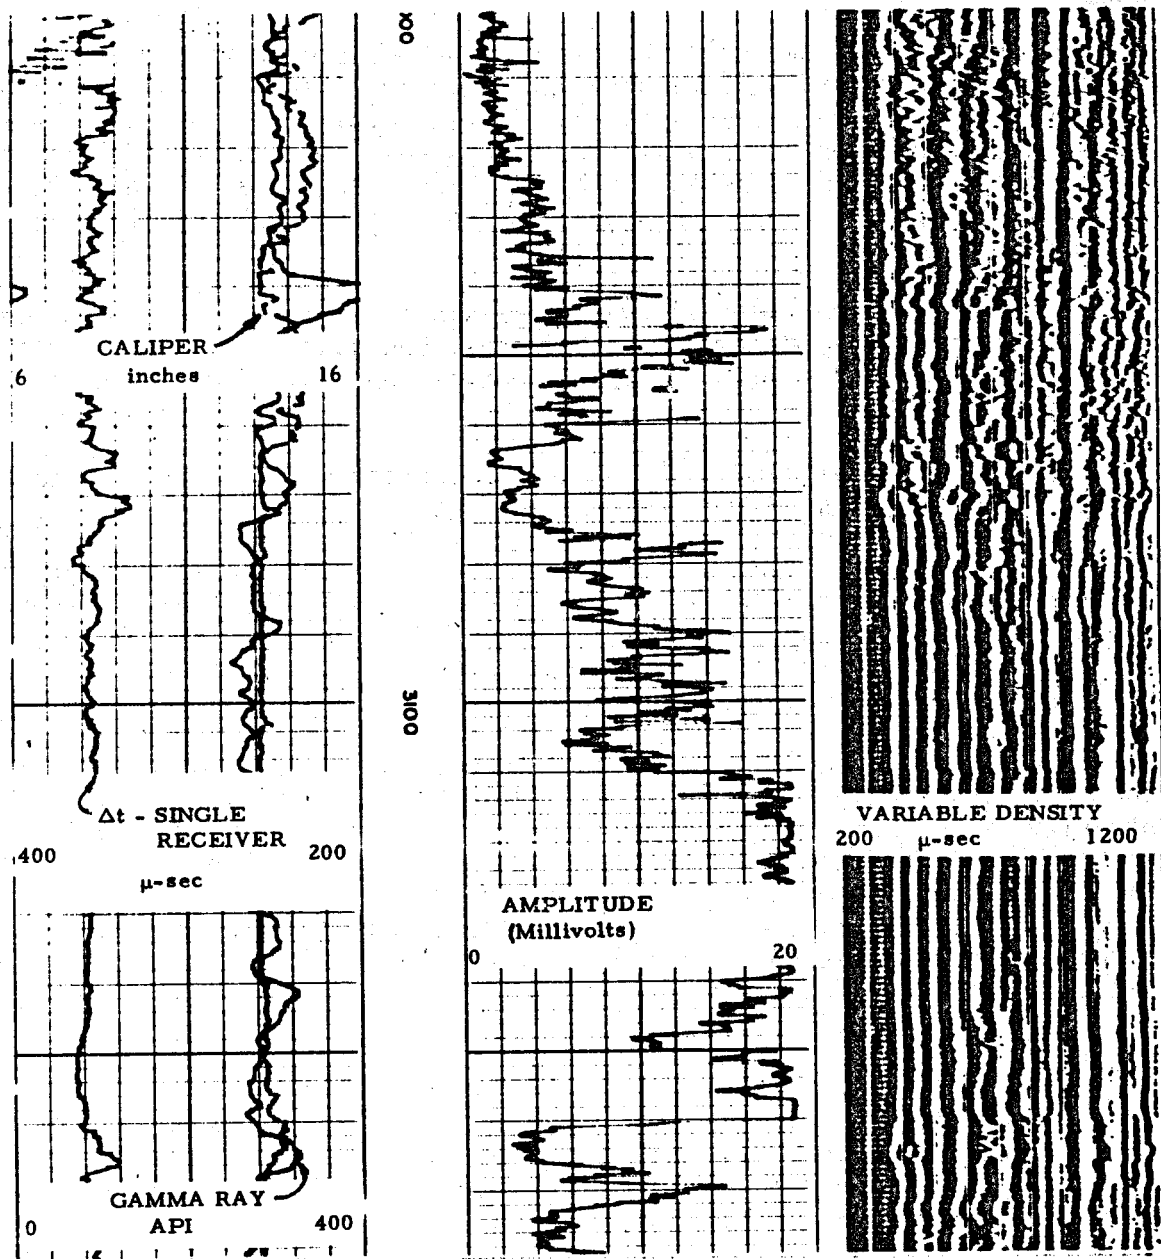 000
CALIPER
inches
6
16
3100
Δt - SINGLE
RECEIVER
400
200
μ-sec
VARIABLE DENSITY
200
μ-sec
1200
AMPLITUDE
(Millivolts)
0
20
GAMMA RAY
API
0
400